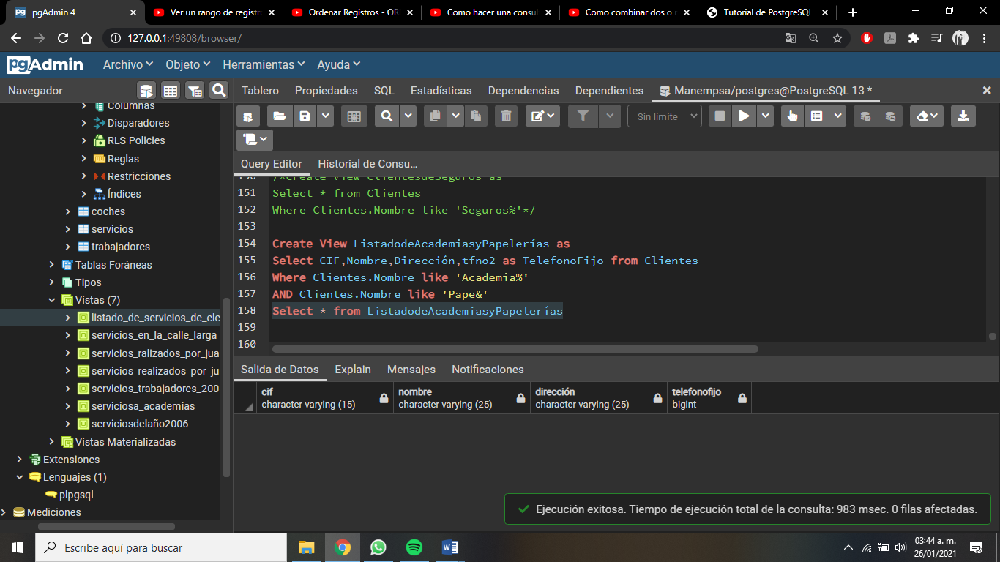 pgAdmin 4
Ver un rango de registr
Ordenar Registros - OR
Como hacer una consul
Como combinar dos o
Tutorial de PostgreSQL
127.0.0.1:49808/browser/
pgAdmin
Archivo
Objeto
Herramientas
Ayuda
Navegador
Tablero
Propiedades
SQL
Estadísticas
Dependencias
Dependientes
Manempsa/postgres@PostgreSQL 13 *
Sin límite
Columnas
Disparadores
RLS Policies
Reglas
Restricciones
Índices
coches
servicios
trabajadores
Tablas Foráneas
Tipos
Vistas (7)
listado_de_servicios_de_ele
servicios_en_la_calle_larga
servicios_ralizados_por_jua
servicios_realizados_por_ju
servicios_trabajadores_200
serviciosa_academias
serviciosdelaño2006
Vistas Materializadas
Extensiones
Lenguajes (1)
plpgsql
Mediciones
Query Editor
Historial de Consu...
150 /*Create View ClientesdeSeguros as
151 Select * from Clientes
152 Where Clientes.Nombre like 'Seguros%'*/
153
154 Create View ListadodeAcademiasyPapelerías as
155 Select CIF,Nombre,Dirección,tfno2 as TelefonoFijo from Clientes
156 Where Clientes.Nombre like 'Academia%'
157 AND Clientes.Nombre like 'Pape&'
158 Select * from ListadodeAcademiasyPapelerías
159
160
Salida de Datos
Explain
Mensajes
Notificaciones
cif
character varying (15)
nombre
character varying (25)
dirección
character varying (25)
telefonofijo
bigint
Ejecución exitosa. Tiempo de ejecución total de la consulta: 983 msec. 0 filas afectadas.
Escribe aquí para buscar
03:44 a. m.
26/01/2021